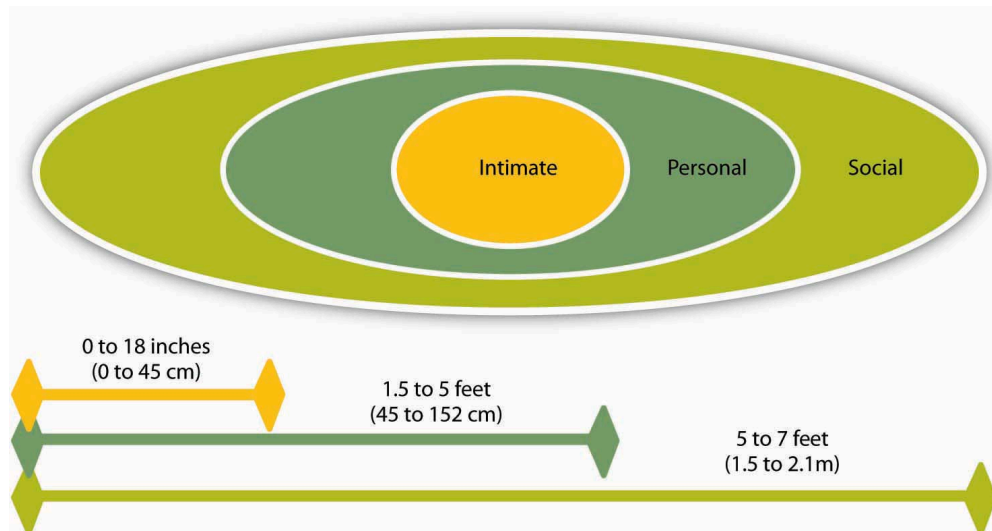 Intimate
Personal
Social
0 to 18 inches
(0 to 45 cm)
1.5 to 5 feet
(45 to 152 cm)
5 to 7 feet
(1.5 to 2.1m)